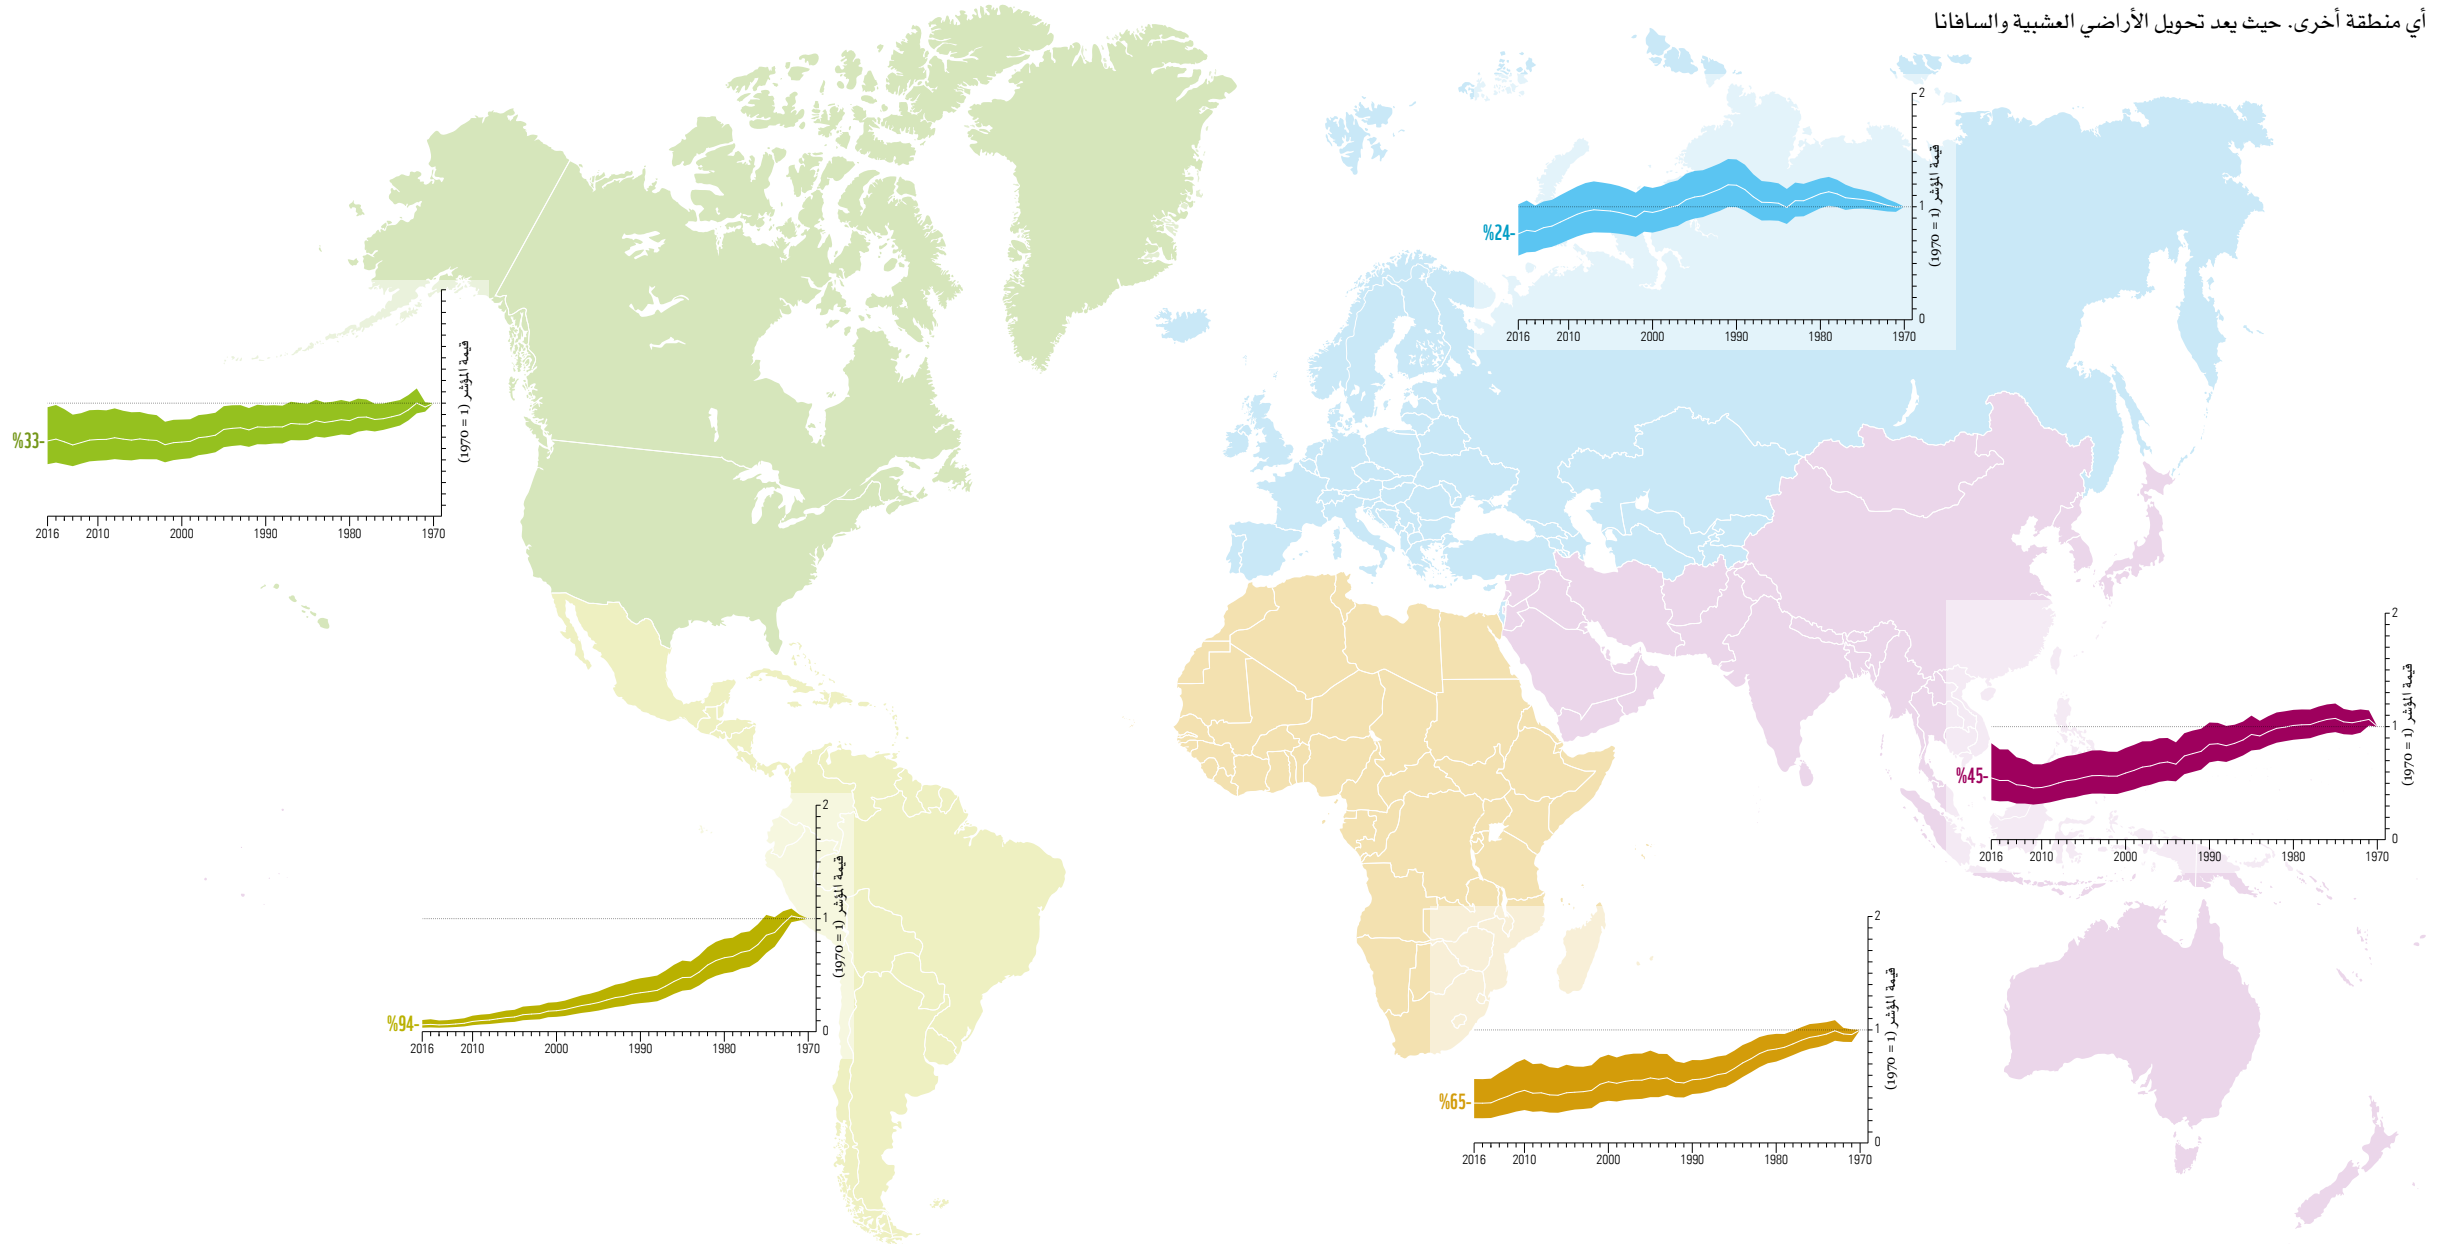 أي منطقة أخرى. حيث يعد تحويل الأراضي العشبية والسافانا
2
1
0
قيمة المؤشر (1 = 1970)
%24-
2016 2010 2000 1990 1980 1970
قيمة المؤشر (1 = 1970)
%33-
2016 2010 2000 1990 1980 1970
2
1
0
قيمة المؤشر (1 = 1970)
%45-
2016 2010 2000 1990 1980 1970
2
1
0
قيمة المؤشر (1 = 1970)
%94-
2016 2010 2000 1990 1980 1970
2
1
0
قيمة المؤشر (1 = 1970)
%65-
2016 2010 2000 1990 1980 1970